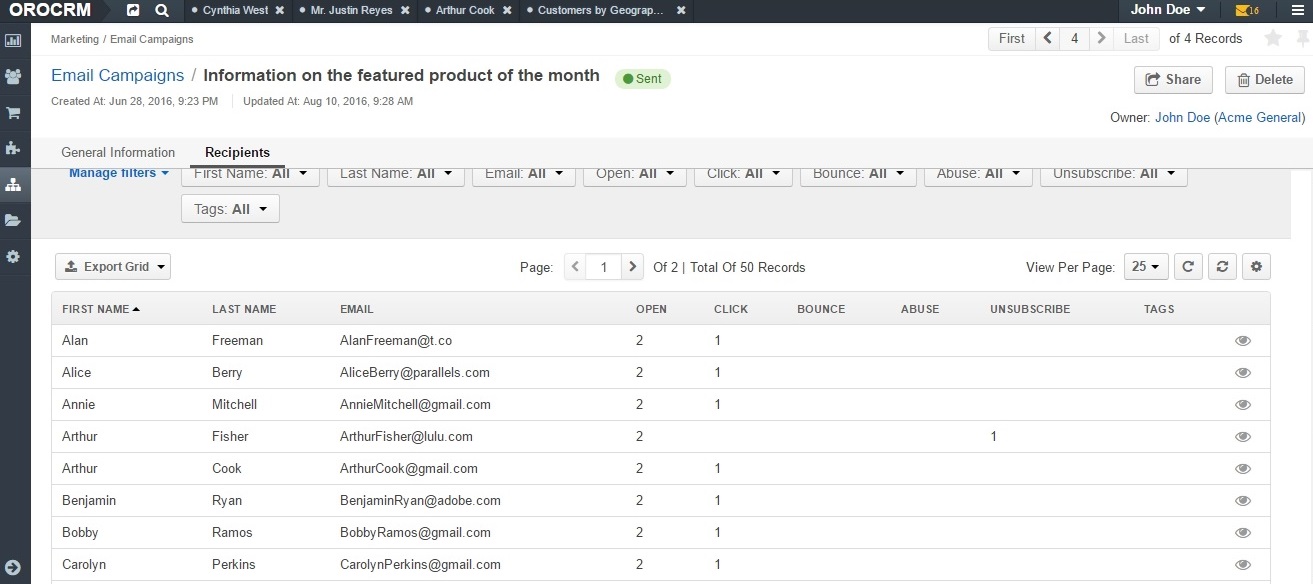 OROCRM Cynthia West Mr. Justin Reyes Arthur Cook Customers by Geograp... John Doe 16
Marketing / Email Campaigns First 4 Last of 4 Records
Email Campaigns / Information on the featured product of the month Sent Share Delete
Created At: Jun 28, 2016, 9:23 PM Updated At: Aug 10, 2016, 9:28 AM
Owner: John Doe (Acme General)
General Information Recipients
Manage filters First Name: All Last Name: All Email: All Open: All Click: All Bounce: All Abuse: All Unsubscribe: All
Tags: All
Export Grid Page: 1 Of 2 | Total Of 50 Records View Per Page: 25
FIRST NAME LAST NAME EMAIL OPEN CLICK BOUNCE ABUSE UNSUBSCRIBE TAGS
Alan Freeman AlanFreeman@t.co 2 1
Alice Berry AliceBerry@parallels.com 2 1
Annie Mitchell AnnieMitchell@gmail.com 2 1
Arthur Fisher ArthurFisher@lulu.com 2 1
Arthur Cook ArthurCook@gmail.com 2 1
Benjamin Ryan BenjaminRyan@adobe.com 2 1
Bobby Ramos BobbyRamos@gmail.com 2 1
Carolyn Perkins CarolynPerkins@gmail.com 2 1